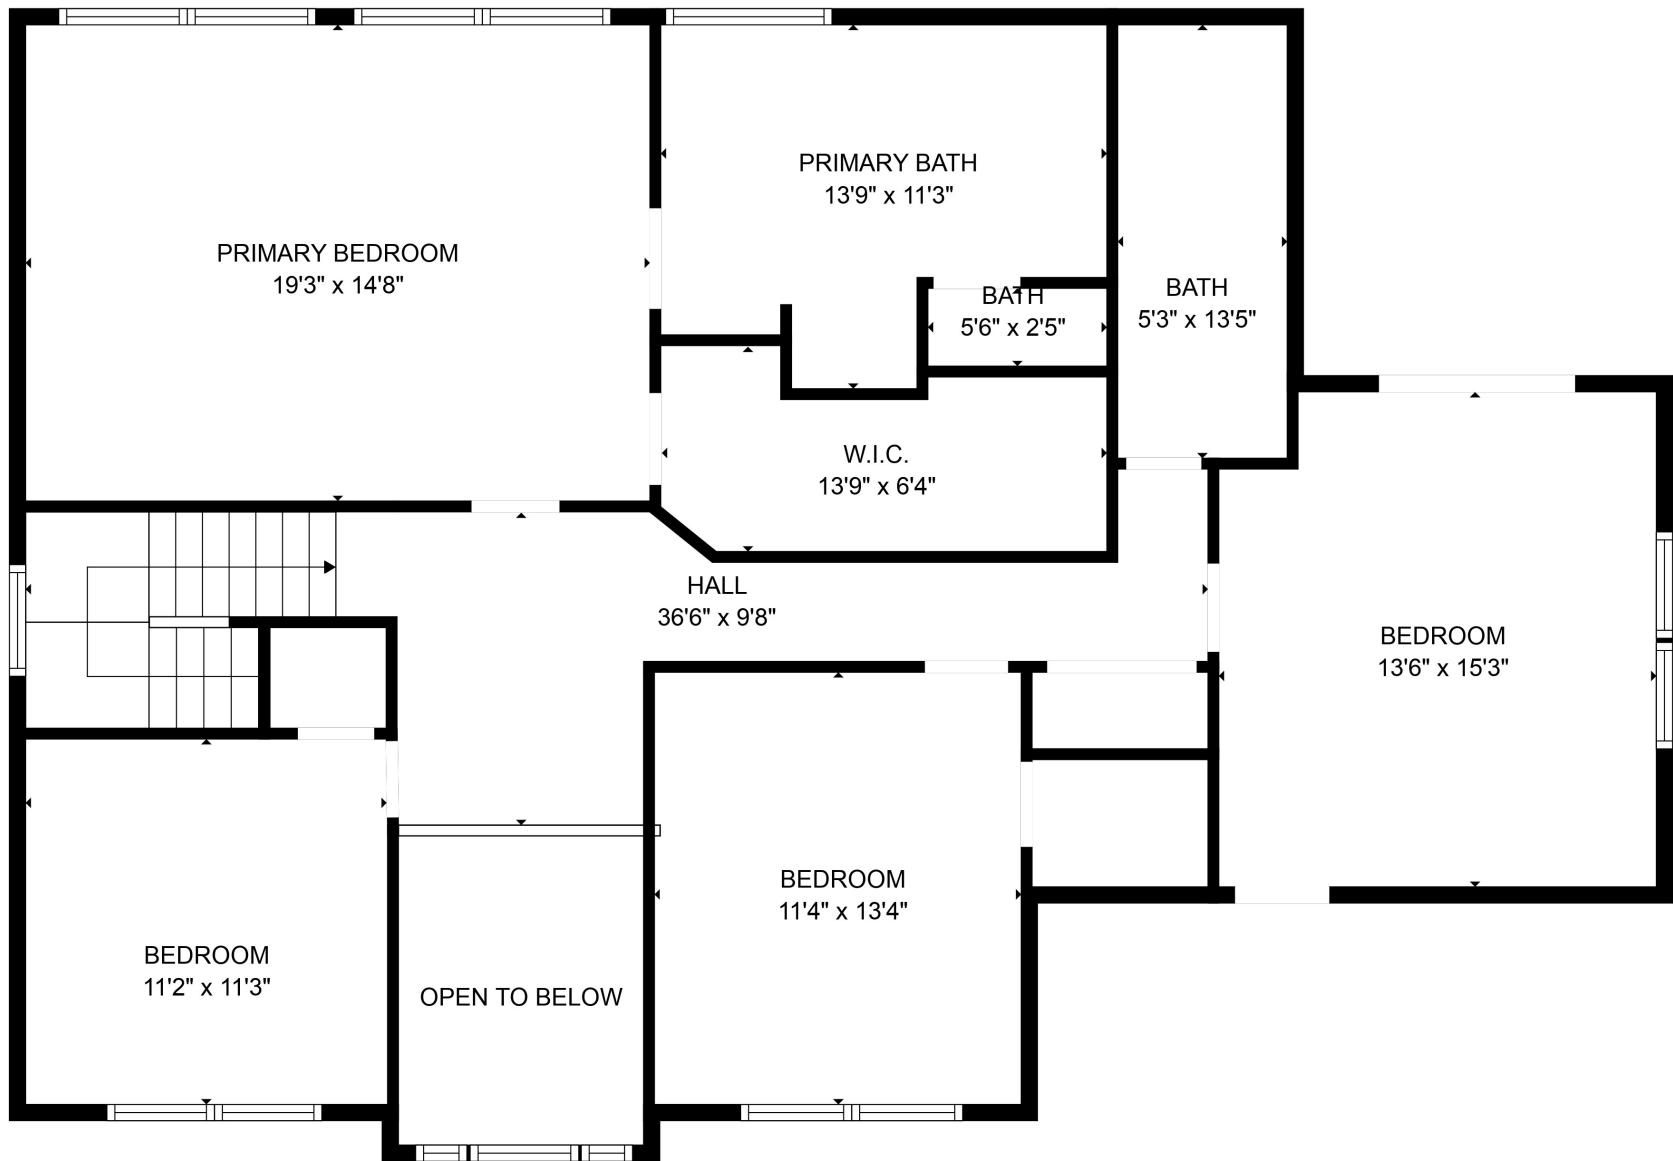 PRIMARY BATH
13'9" x 11'3"
PRIMARY BEDROOM
19'3" x 14'8"
BATH
5'6" x 2'5"
BATH
5'3" x 13'5"
W.I.C.
13'9" x 6'4"
HALL
36'6" x 9'8"
BEDROOM
13'6" x 15'3"
BEDROOM
11'4" x 13'4"
BEDROOM
11'2" x 11'3"
OPEN TO BELOW